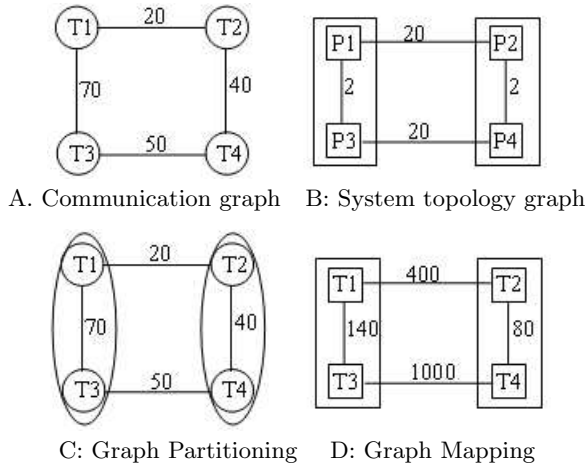 T1 20 T2
70 40
T3 50 T4
P1 20 P2
2 2
P3 20 P4
A. Communication graph
B: System topology graph
T1 20 T2
70 40
T3 50 T4
T1 400 T2
140 80
T3 1000 T4
C: Graph Partitioning
D: Graph Mapping